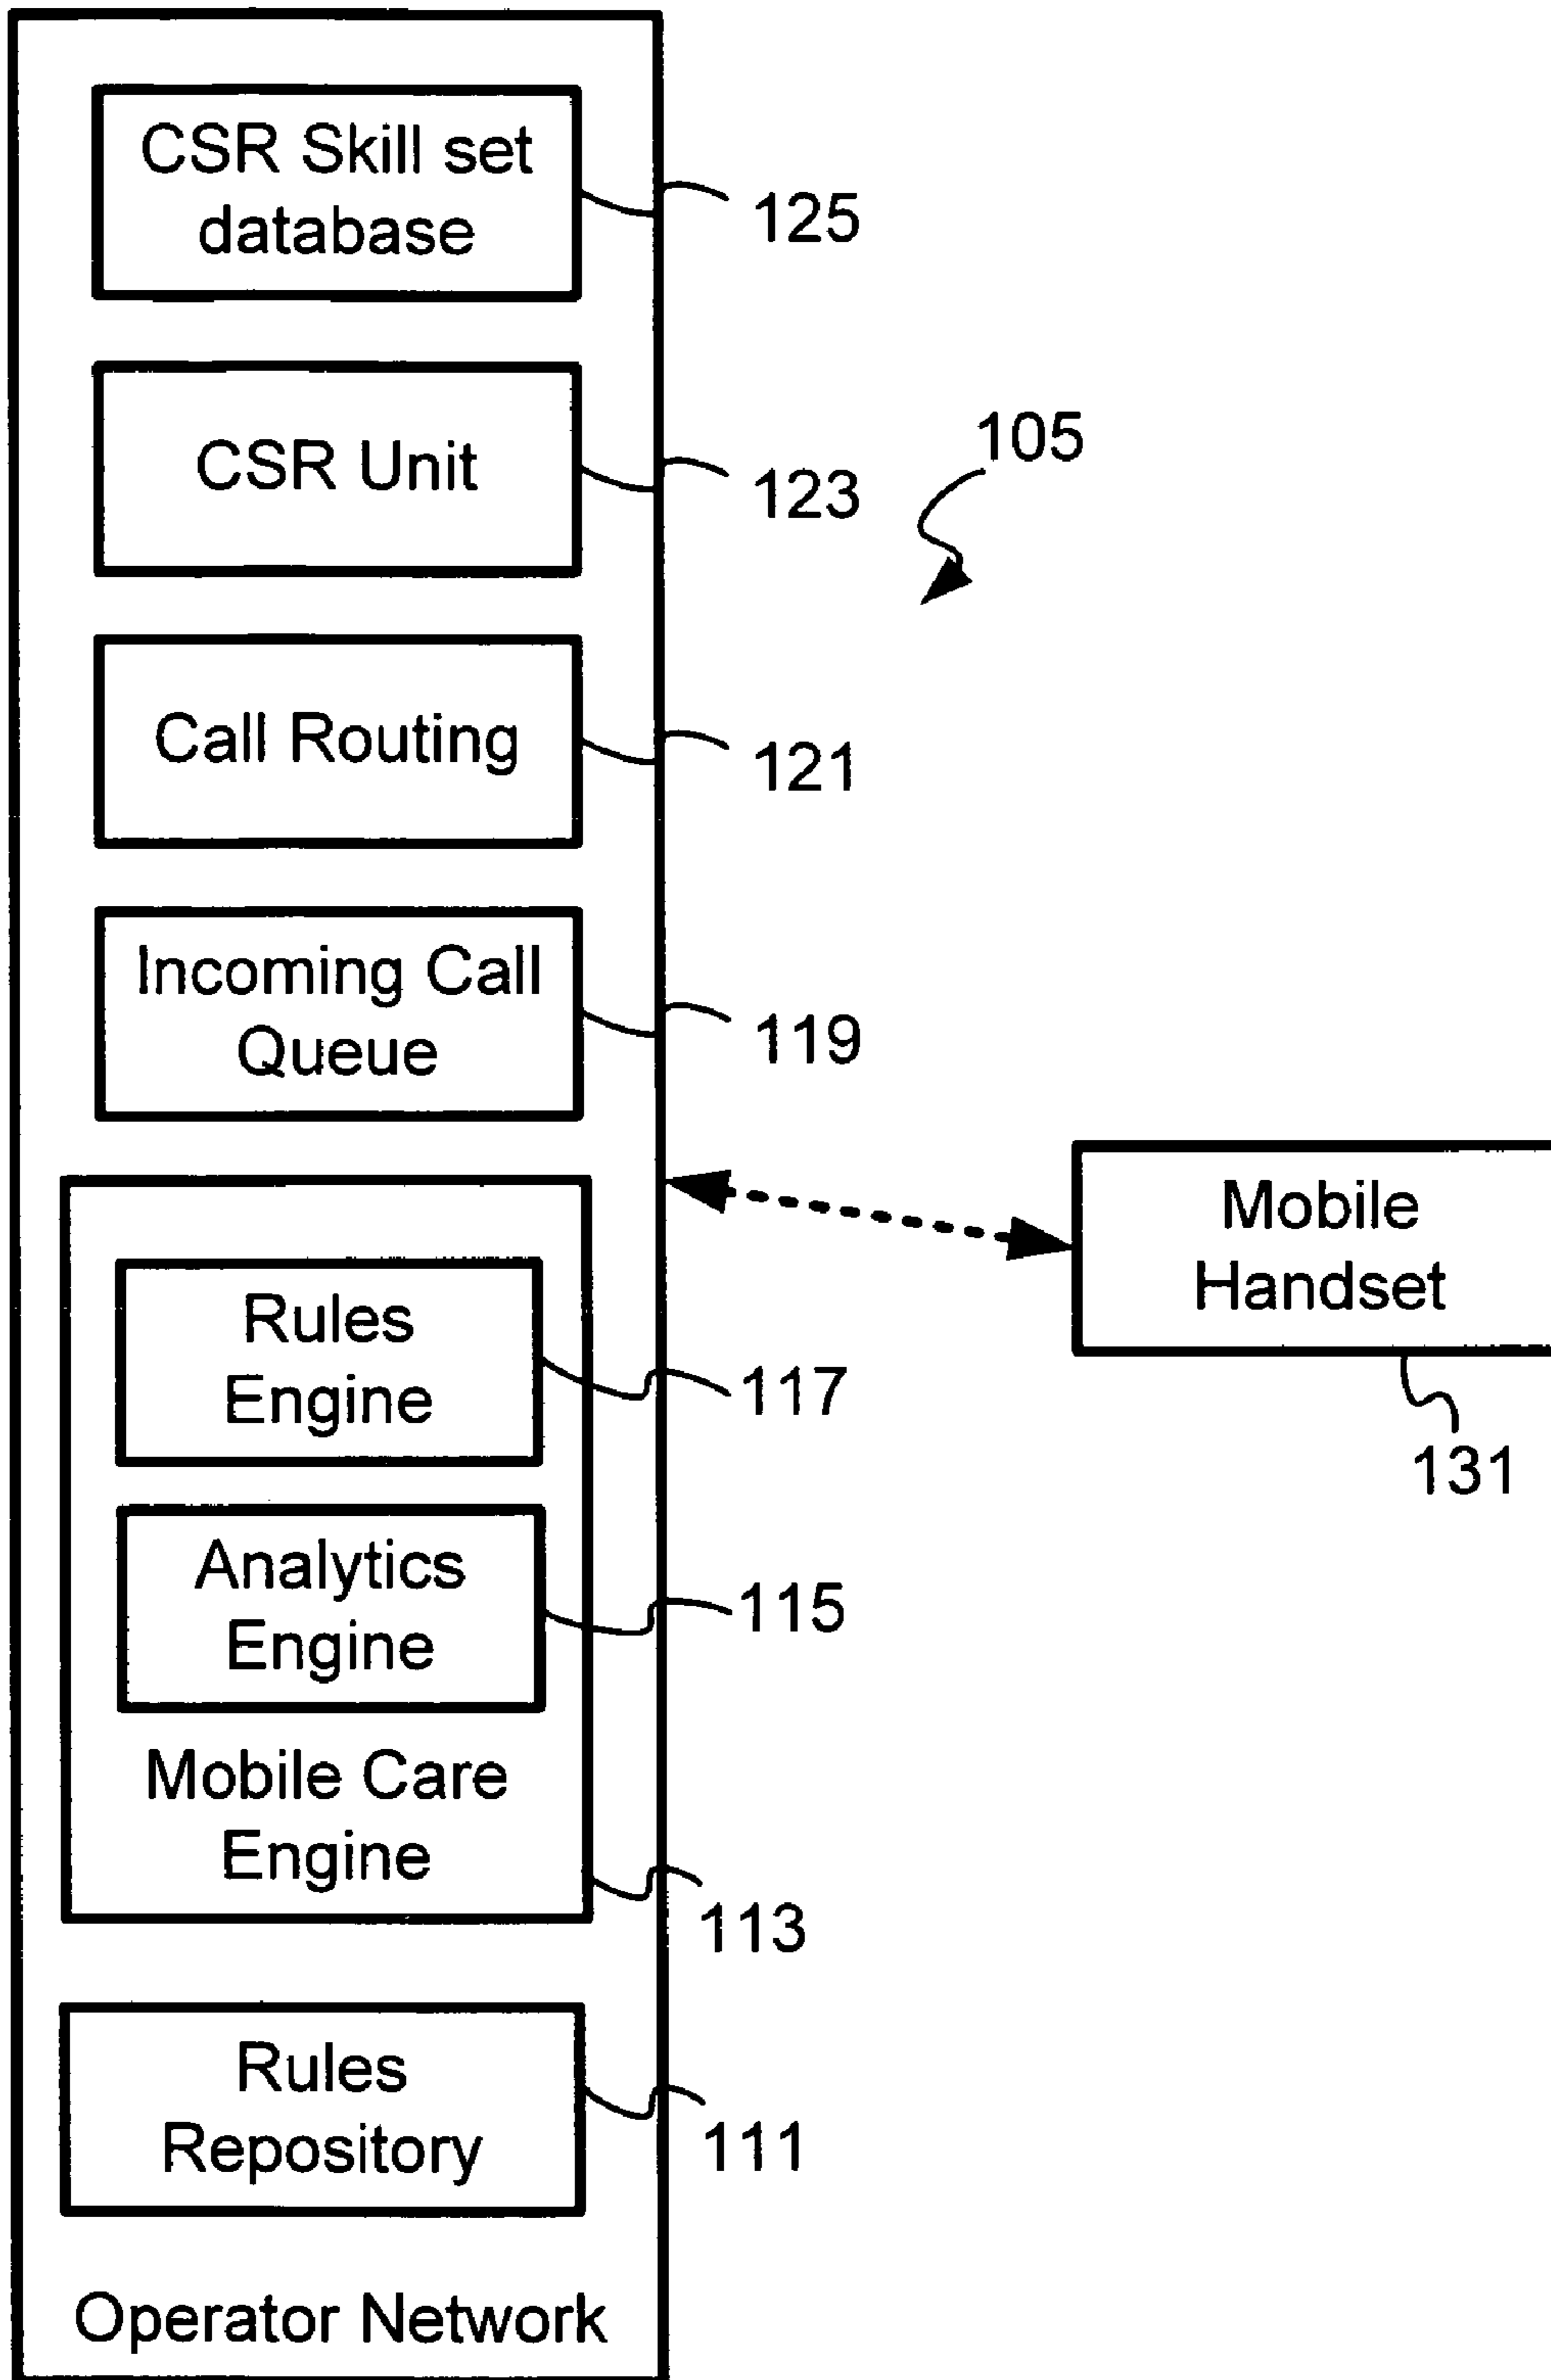 CSR Skill set
database
125
CSR Unit
123
105
Call Routing
121
Incoming Call
Queue
119
Mobile
Handset
131
Rules
Engine
117
Analytics
Engine
115
Mobile Care
Engine
113
Rules
Repository
111
Operator Network